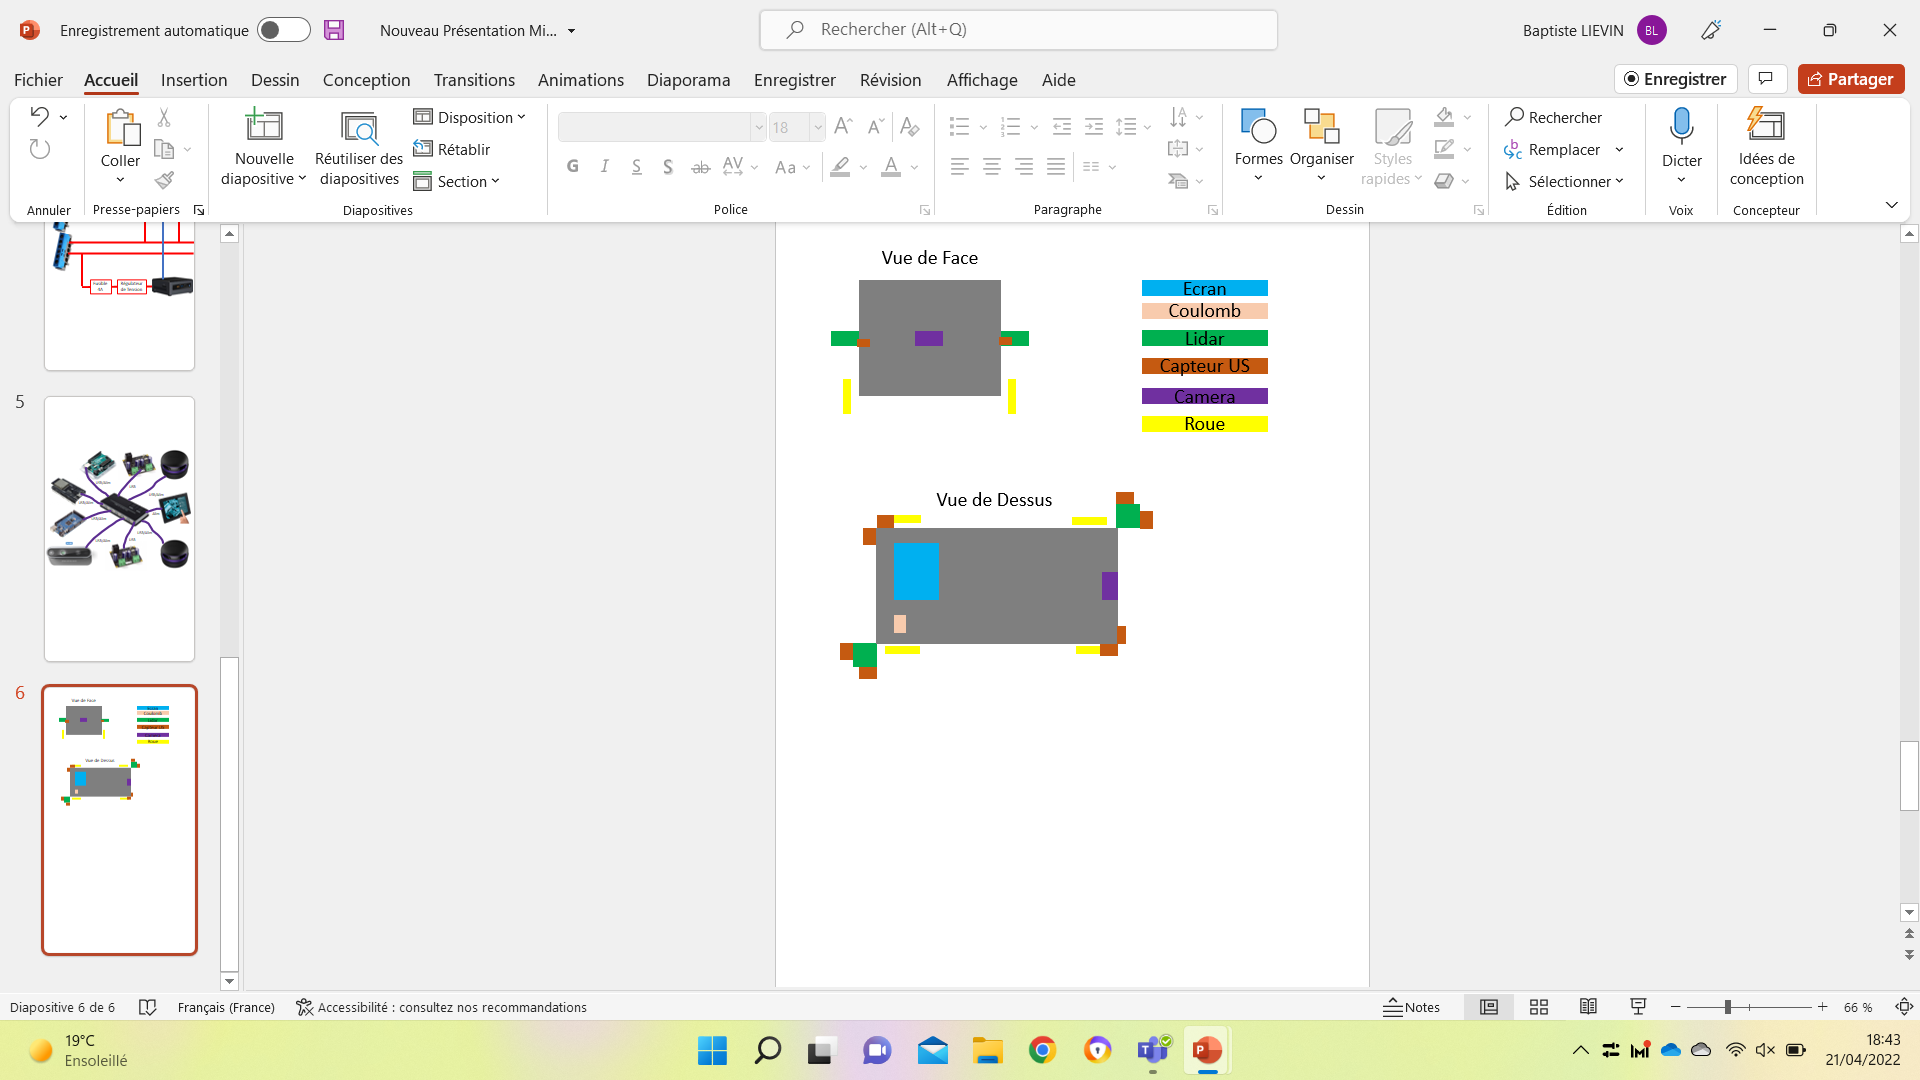 Enregistrement automatique
Nouveau Présentation Mi...
Rechercher (Alt+Q)
Baptiste LIEVIN
BL
Fichier Accueil Insertion Dessin Conception Transitions Animations Diaporama Enregistrer Révision Affichage Aide
Enregistrer
Partager
Coller
Nouvelle
diapositive
Réutiliser des
diapositives
Disposition
Rétablir
Section
18
G I S S ab AV Aa A
Formes
Organiser
Styles
rapides
Rechercher
Remplacer
Sélectionner
Dicter
Idées de
conception
Annuler
Presse-papiers
Diapositives
Police
Paragraphe
Dessin
Édition
Voix
Concepteur
5
6
Vue de Face
Ecran
Coulomb
Lidar
Capteur US
Camera
Roue
Vue de Dessus
Diapositive 6 de 6
Français (France)
Accessibilité : consultez nos recommandations
Notes
66 %
19°C
Ensoleillé
18:43
21/04/2022